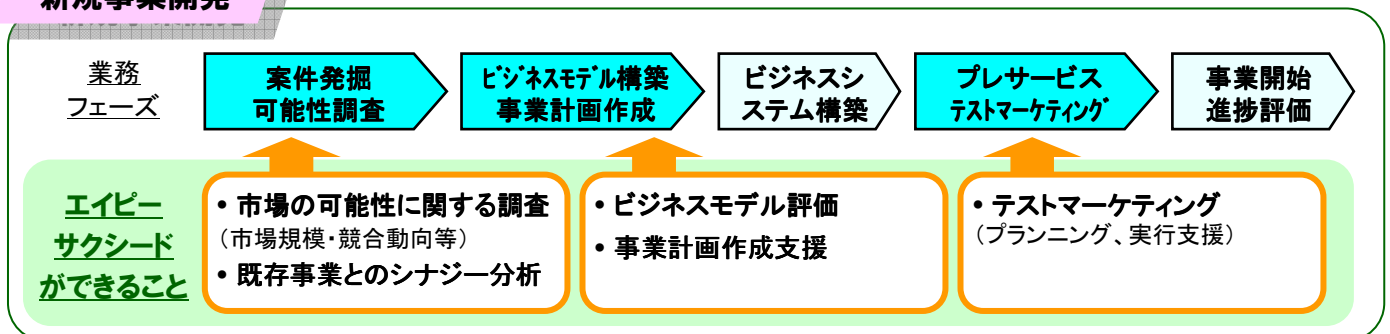 新規事業開発
業務
フェーズ
案件発掘
可能性調査
ビジネスモデル構築
事業計画作成
ビジネスシ
ステム構築
プレサービス
テストマーケティング
事業開始
進捗評価
エイピー
サクシード
ができること
• 市場の可能性に関する調査
（市場規模・競合動向等）
• 既存事業とのシナジー分析
• ビジネスモデル評価
• 事業計画作成支援
• テストマーケティング
（プランニング、実行支援）